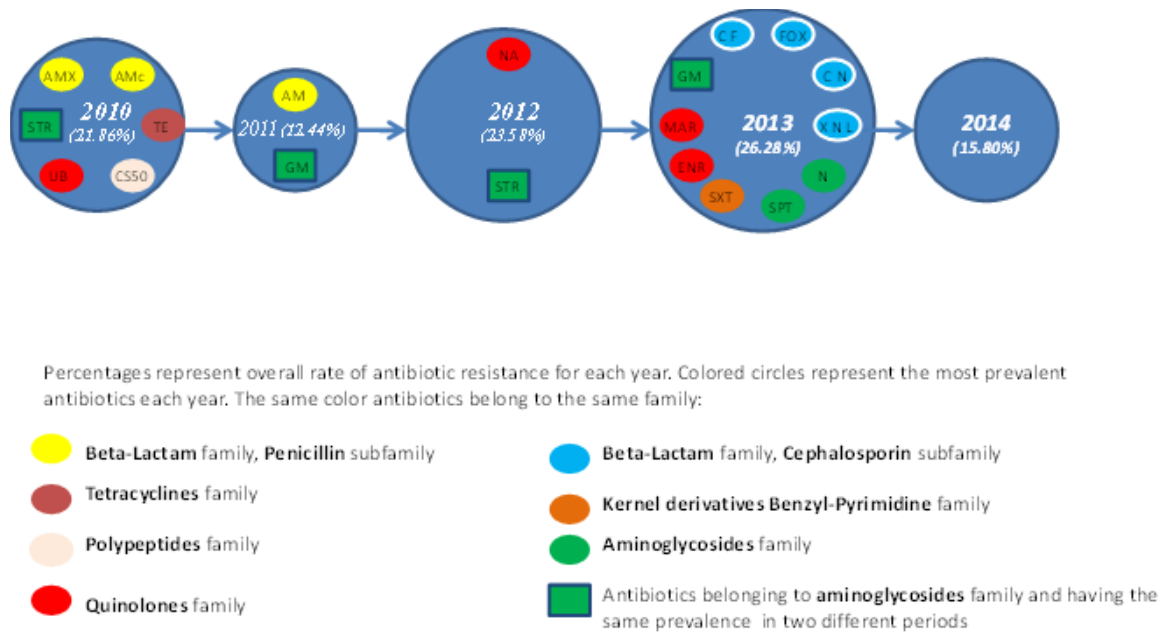 AMX
AMc
2010
(21.86%)
STR
TE
UB
CS50
AM
2011 (12.44%)
GM
NA
2012
(23.58%)
STR
CF
FOX
GM
CN
MAR
2013
(26.28%)
XNL
ENR
SXT
SPT
N
2014
(15.80%)
Percentages represent overall rate of antibiotic resistance for each year. Colored circles represent the most prevalent
antibiotics each year. The same color antibiotics belong to the same family:
Beta-Lactam family, Penicillin subfamily
Tetracyclines family
Polypeptides family
Quinolones family
Beta-Lactam family, Cephalosporin subfamily
Kernel derivatives Benzyl-Pyrimidine family
Aminoglycosides family
Antibiotics belonging to aminoglycosides family and having the
same prevalence in two different periods